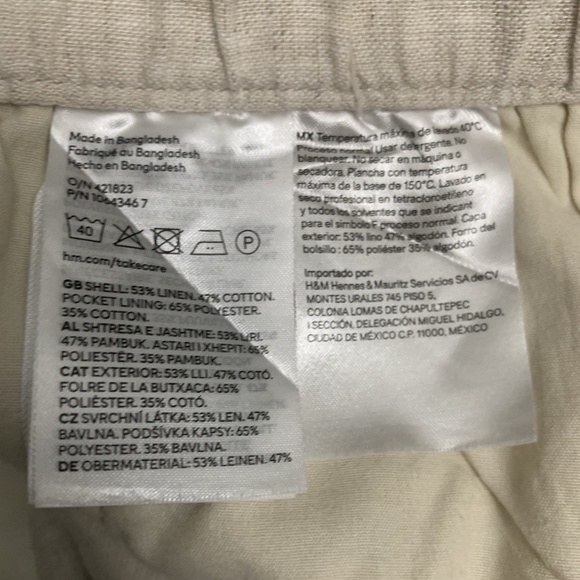 Made in Bangladesh
Fabriqué au Bangladesh
Hecho en Bangladesh
O/N 421823
P/N 1064346 7
40
P
hm.com/takecare
GB SHELL: 53% LINEN. 47% COTTON.
POCKET LINING: 65% POLYESTER.
35% COTTON.
AL SHTRESA E JASHTME: 53% LIRI.
47% PAMBUK. ASTARI I XHEPIT: 65%
POLIESTËR. 35% PAMBUK.
CAT EXTERIOR: 53% LLI. 47% COTÓ.
FOLRE DE LA BUTXACA: 65%
POLIÈSTER. 35% COTÓ.
CZ SVRCHNÍ LÁTKA: 53% LEN. 47%
BAVLNA. PODŠÍVKA KAPSY: 65%
POLYESTER. 35% BAVLNA.
DE OBERMATERIAL: 53% LEINEN. 47%
MX Temperatura máxima de lavado 40°C
Proceso normal Usar detergente. No
blanquear. No secar en máquina o
secadora. Plancha con temperatura
máxima de la base de 150°C. Lavado en
seco profesional en tetracloroetileno
y todos los solventes que se indican
para el símbolo F proceso normal. Capa
exterior: 53% lino 47% algodón. Forro del
bolsillo: 65% poliéster 35% algodón.
Importado por:
H&M Hennes & Mauritz Servicios SA de CV
MONTES URALES 745 PISO 5,
COLONIA LOMAS DE CHAPULTEPEC
I SECCIÓN, DELEGACIÓN MIGUEL HIDALGO,
CIUDAD DE MÉXICO C.P. 11000, MÉXICO